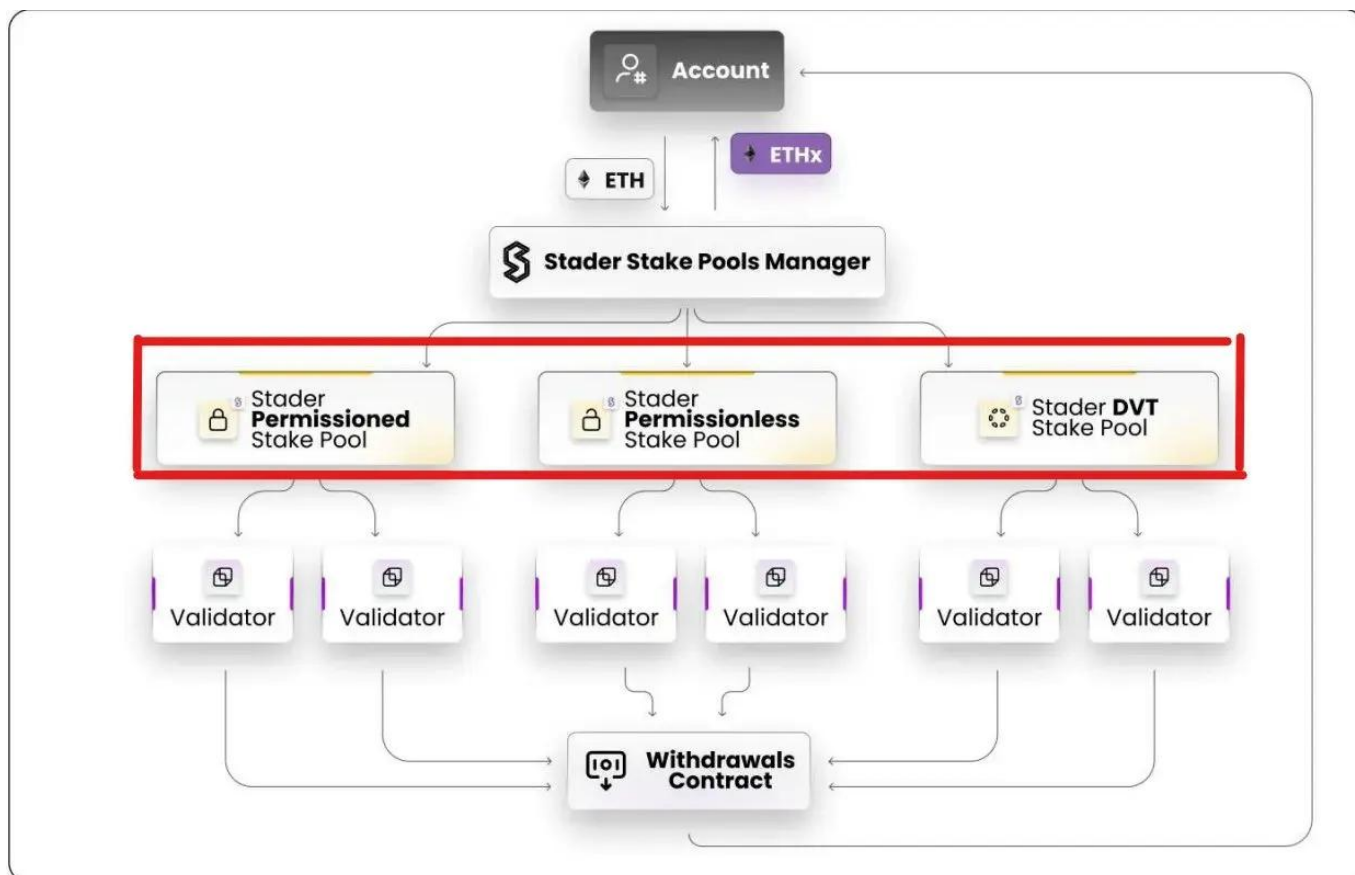 Account
ETHx
ETH
Stader Stake Pools Manager
Stader
Permissioned
Stake Pool
Stader
Permissionless
Stake Pool
Stader DVT
Stake Pool
Validator
Validator
Validator
Validator
Validator
Validator
Withdrawals
Contract